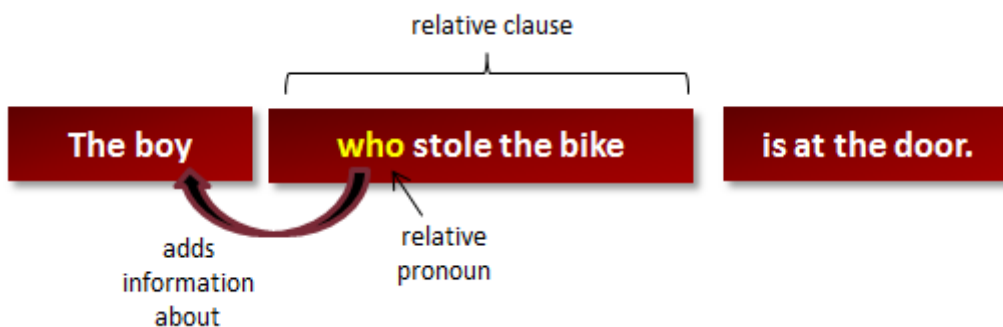 relative clause
The boy who stole the bike is at the door.
adds
information
about
relative
pronoun